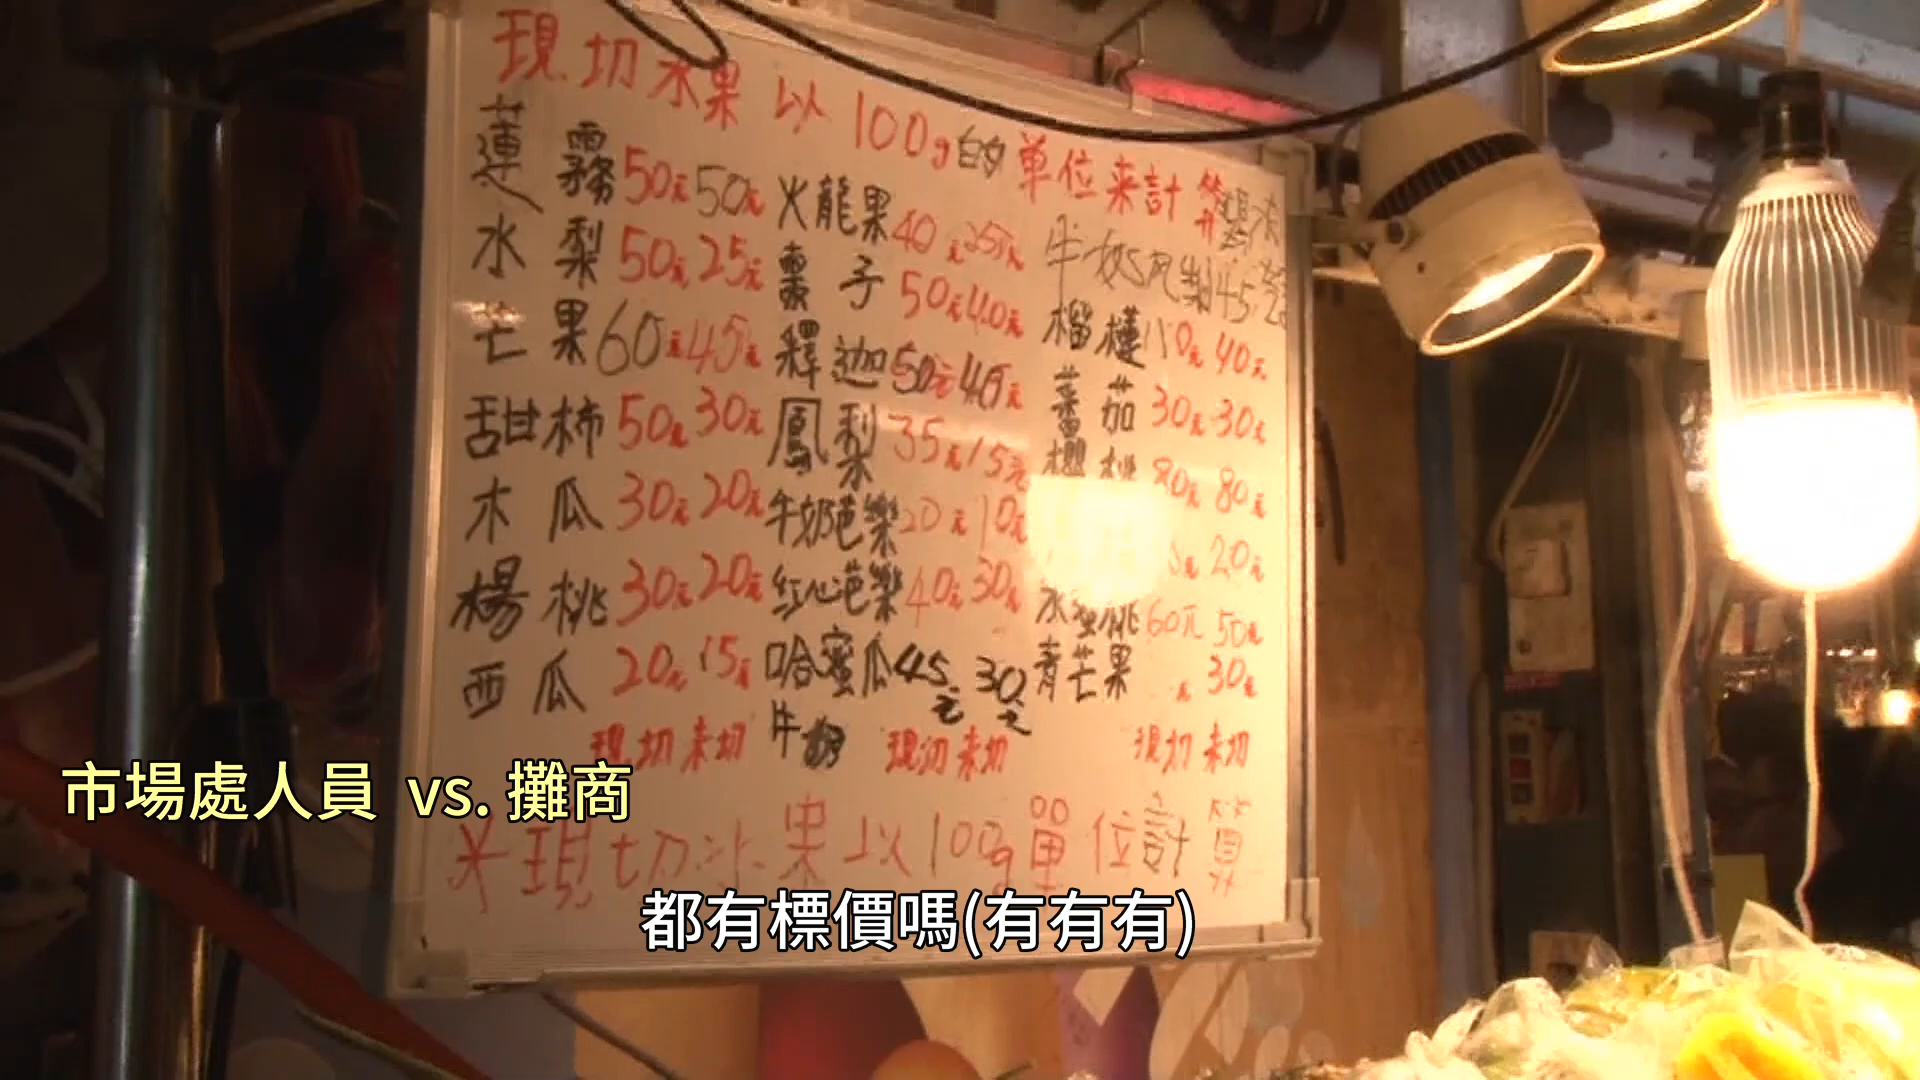 現切水果以100g的單位來計算
蓮霧50元50元 火龍果40元25元
水梨50元25元 棗子50元40元 牛奶鳳梨45
芒果60元45元 釋迦50元40元 榴槤80元40元
甜柿50元30元 鳳梨35元15元 蕃茄30元30元
木瓜30元20元 牛奶芭樂20元10元 櫻桃80元80元
楊桃30元20元 紅心芭樂40元30元 20元
西瓜20元15元 哈蜜瓜45元30元 水蜜桃60元50元
青芒果 元30元
現切未切 牛奶 現切未切 現切未切
米現切水果以100g單位計算
市場處人員 vs. 攤商
都有標價嗎(有有有)